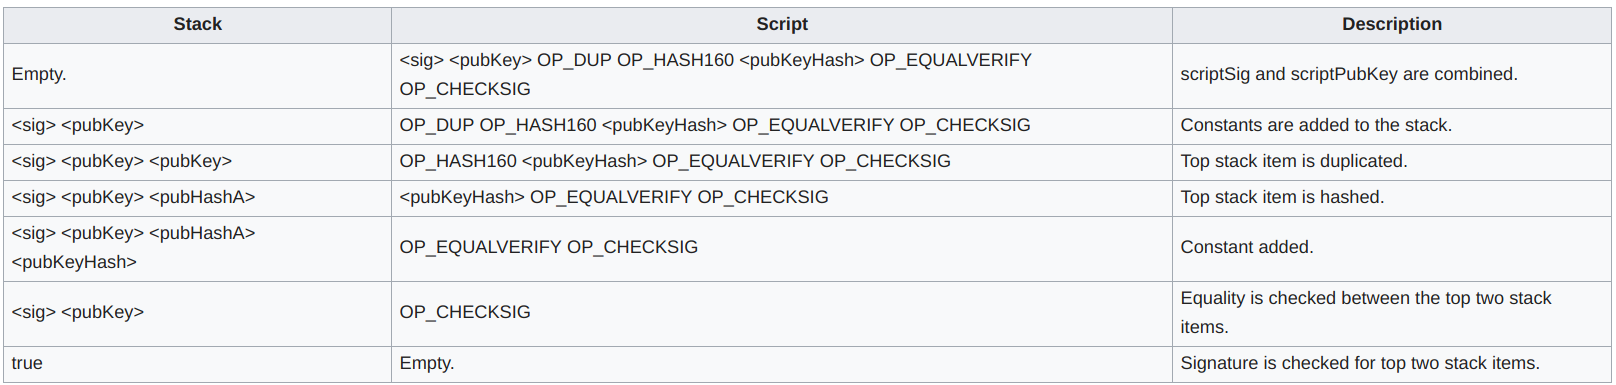 Stack Script Description
Empty. <sig> <pubKey> OP_DUP OP_HASH160 <pubKeyHash> OP_EQUALVERIFY
OP_CHECKSIG scriptSig and scriptPubKey are combined.
<sig> <pubKey> OP_DUP OP_HASH160 <pubKeyHash> OP_EQUALVERIFY OP_CHECKSIG Constants are added to the stack.
<sig> <pubKey> <pubKey> OP_HASH160 <pubKeyHash> OP_EQUALVERIFY OP_CHECKSIG Top stack item is duplicated.
<sig> <pubKey> <pubHashA> <pubKeyHash> OP_EQUALVERIFY OP_CHECKSIG Top stack item is hashed.
<sig> <pubKey> <pubHashA>
<pubKeyHash> OP_EQUALVERIFY OP_CHECKSIG Constant added.
<sig> <pubKey> OP_CHECKSIG Equality is checked between the top two stack
items.
true Empty. Signature is checked for top two stack items.